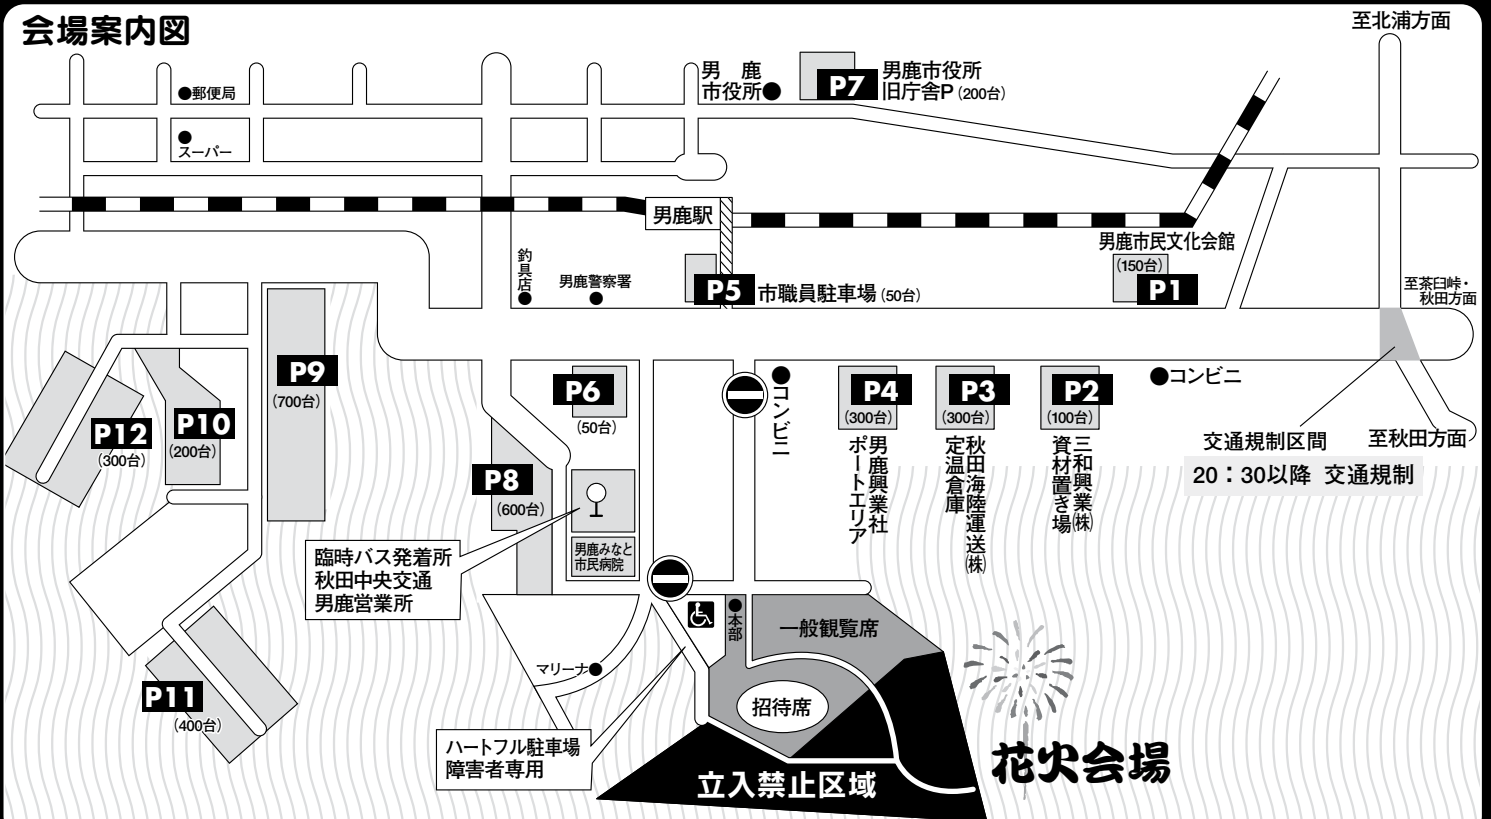 会場案内図
至北浦方面
郵便局
スーパー
男鹿
市役所
P7
男鹿市役所
旧庁舎P(200台)
男鹿駅
男鹿市民文化会館
(150台)
P1
釣具店
男鹿警察署
P5
市職員駐車場(50台)
至茶臼峠・
秋田方面
P9
(700台)
P6
(50台)
コンビニ
P4
(300台)
男鹿興業社
ポートエリア
P3
(300台)
秋田海陸運送(株)
定温倉庫
P2
(100台)
三和興業(株)
資材置き場
コンビニ
交通規制区間
20：30以降 交通規制
至秋田方面
P12
(300台)
P10
(200台)
P8
(600台)
男鹿みなと
市民病院
臨時バス発着所
秋田中央交通
男鹿営業所
本部
一般観覧席
マリーナ
招待席
P11
(400台)
ハートフル駐車場
障害者専用
立入禁止区域
花火会場